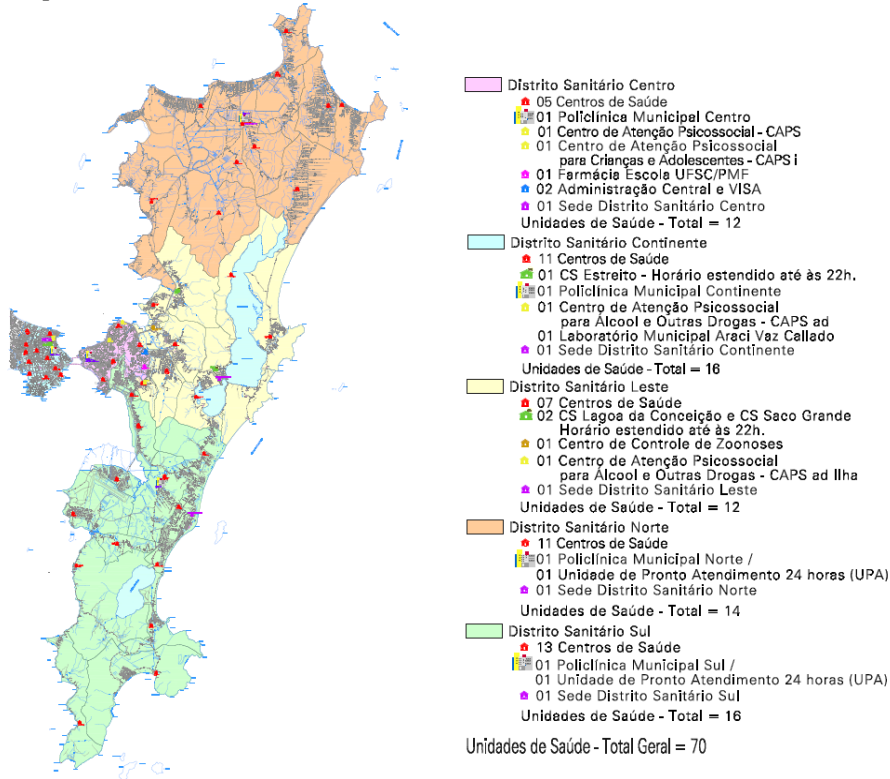 Distrito Sanitário Centro
05 Centros de Saúde
01 Policlínica Municipal Centro
01 Centro de Atenção Psicossocial - CAPS
01 Centro de Atenção Psicossocial
para Crianças e Adolescentes - CAPS i
01 Farmácia Escola UFSC/PMF
02 Administração Central e VISA
01 Sede Distrito Sanitário Centro
Unidades de Saúde - Total = 12
Distrito Sanitário Continente
11 Centros de Saúde
01 CS Estreito - Horário estendido até às 22h.
01 Policlínica Municipal Continente
01 Centro de Atenção Psicossocial
para Álcool e Outras Drogas - CAPS ad
01 Laboratório Municipal Araci Vaz Callado
01 Sede Distrito Sanitário Continente
Unidades de Saúde - Total = 16
Distrito Sanitário Leste
07 Centros de Saúde
02 CS Lagoa da Conceição e CS Saco Grande
Horário estendido até às 22h.
01 Centro de Controle de Zoonoses
01 Centro de Atenção Psicossocial
para Álcool e Outras Drogas - CAPS ad Ilha
01 Sede Distrito Sanitário Leste
Unidades de Saúde - Total = 12
Distrito Sanitário Norte
11 Centros de Saúde
01 Policlínica Municipal Norte /
01 Unidade de Pronto Atendimento 24 horas (UPA)
01 Sede Distrito Sanitário Norte
Unidades de Saúde - Total = 14
Distrito Sanitário Sul
13 Centros de Saúde
01 Policlínica Municipal Sul /
01 Unidade de Pronto Atendimento 24 horas (UPA)
01 Sede Distrito Sanitário Sul
Unidades de Saúde - Total = 16
Unidades de Saúde - Total Geral = 70